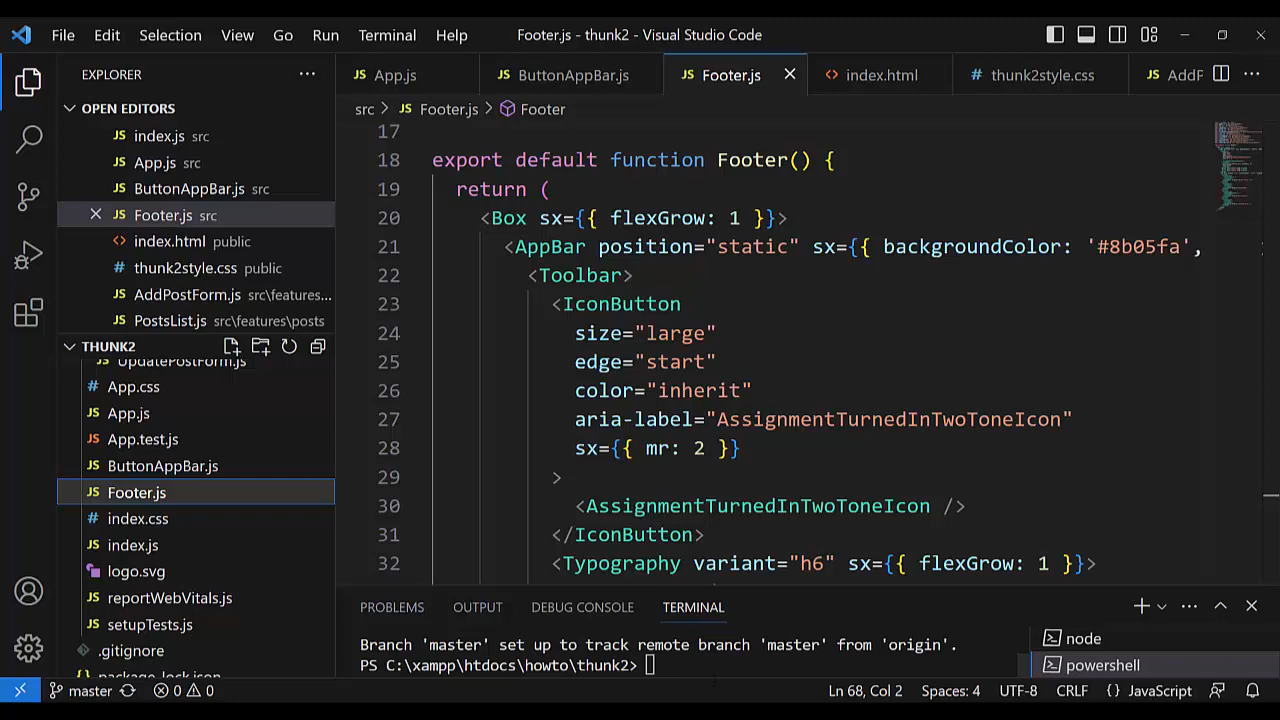 File Edit Selection View Go Run Terminal Help Footer.js - thunk2 - Visual Studio Code
EXPLORER
OPEN EDITORS
index.js src
App.js src
ButtonAppBar.js src
Footer.js src
index.html public
thunk2style.css public
AddPostForm.js src\features...
PostsList.js src\features\posts
THUNK2
UpdatePostForm.js
App.css
App.js
App.test.js
ButtonAppBar.js
Footer.js
index.css
index.js
logo.svg
reportWebVitals.js
setupTests.js
.gitignore
package-lock.json
App.js ButtonAppBar.js Footer.js index.html thunk2style.css AddF
src > Footer.js > Footer
17
18 export default function Footer() {
19 return (
20 <Box sx={{ flexGrow: 1 }}>
21 <AppBar position="static" sx={{ backgroundColor: '#8b05fa',
22 <Toolbar>
23 <IconButton
24 size="large"
25 edge="start"
26 color="inherit"
27 aria-label="AssignmentTurnedInTwoToneIcon"
28 sx={{ mr: 2 }}
29 >
30 <AssignmentTurnedInTwoToneIcon />
31 </IconButton>
32 <Typography variant="h6" sx={{ flexGrow: 1 }}>
PROBLEMS OUTPUT DEBUG CONSOLE TERMINAL
Branch 'master' set up to track remote branch 'master' from 'origin'.
PS C:\xampp\htdocs\howto\thunk2>
node
powershell
master 0 0 Ln 68, Col 2 Spaces: 4 UTF-8 CRLF {} JavaScript